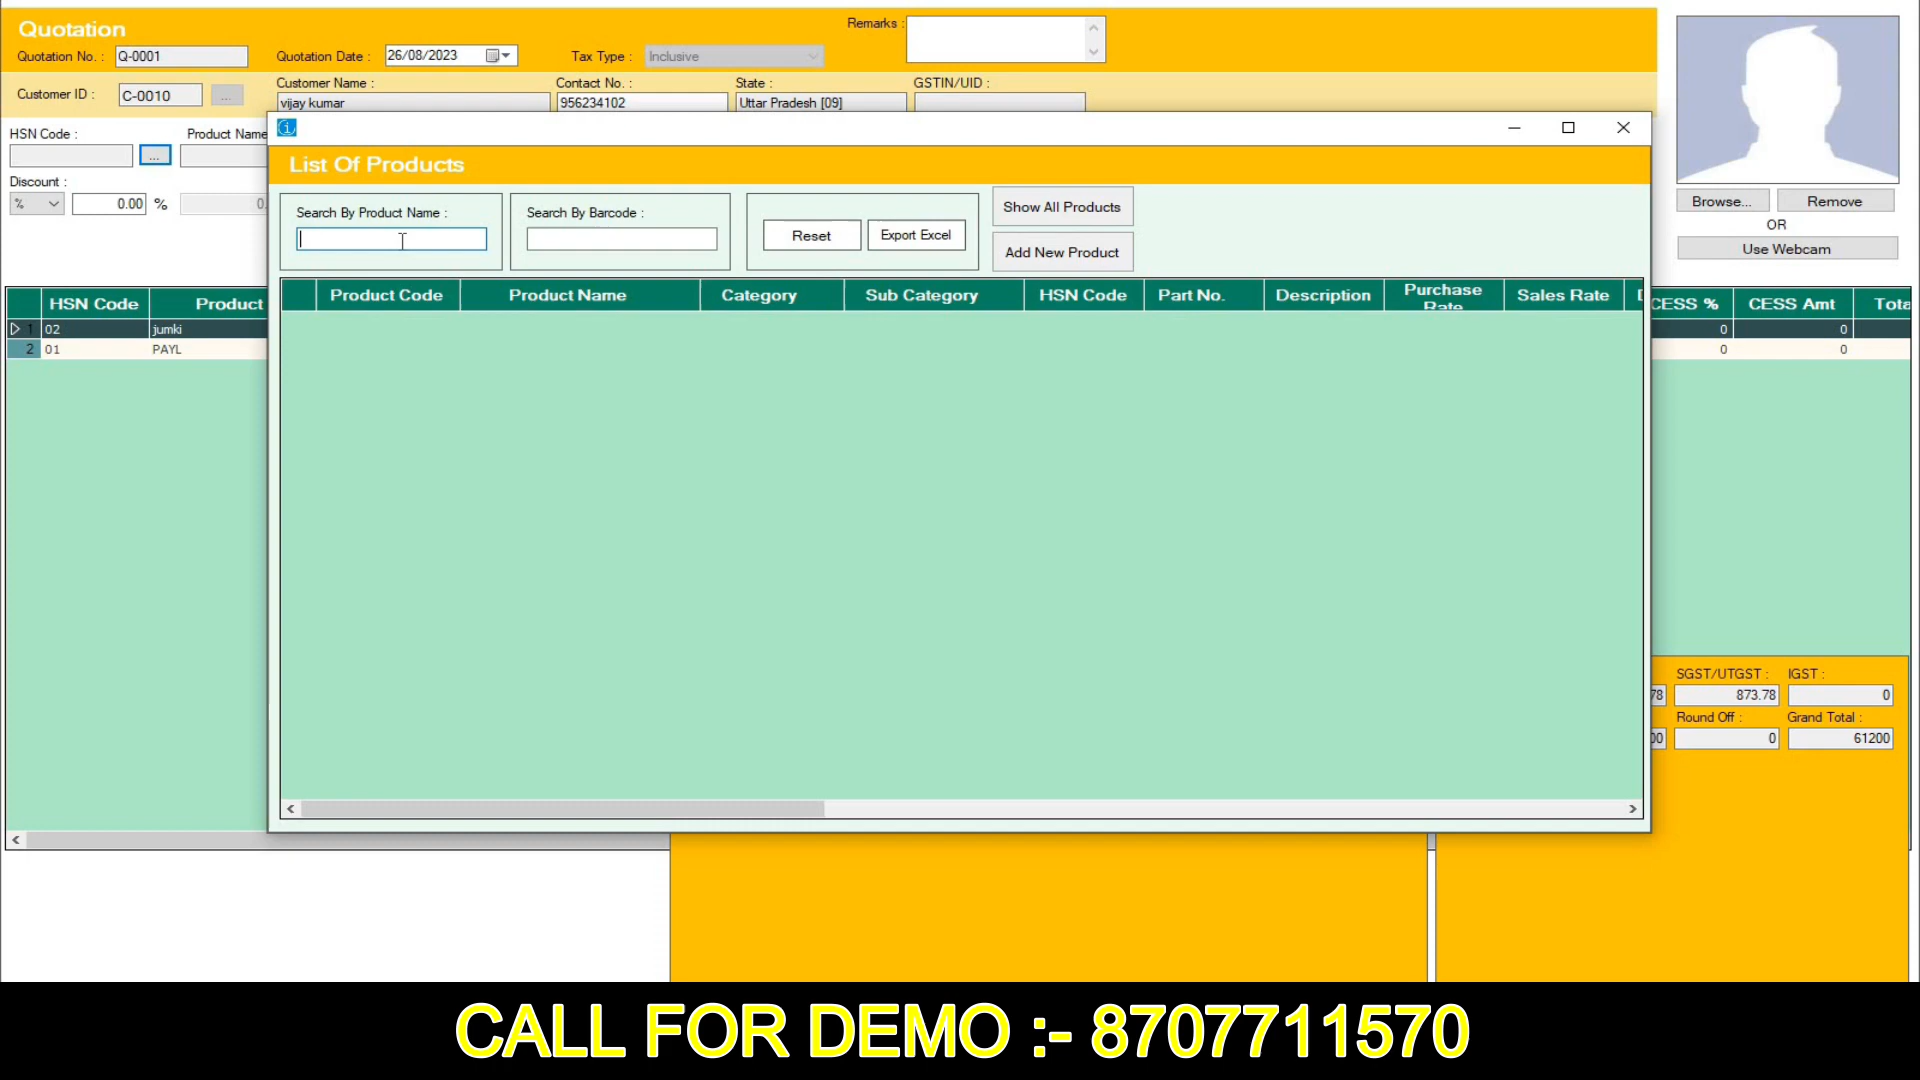 Quotation
Quotation No. : Q-0001 Quotation Date : 26/08/2023 Tax Type : Inclusive Remarks :
Customer ID : C-0010 ...
Customer Name : Contact No. : State : GSTIN/UID :
vijay kumar 956234102 Uttar Pradesh [09]
HSN Code : Product Name
...
Discount :
% 0.00 % 0.
Browse... Remove
OR
Use Webcam
List Of Products
Search By Product Name : Search By Barcode :
Reset Export Excel
Show All Products
Add New Product
Product Code Product Name Category Sub Category HSN Code Part No. Description Purchase Rate Sales Rate
HSN Code Product CESS % CESS Amt Tota
1 02 jumki 0 0
2 01 PAYL 0 0
SGST/UTGST : IGST :
78 873.78 0
Round Off : Grand Total :
00 0 61200
CALL FOR DEMO :- 8707711570